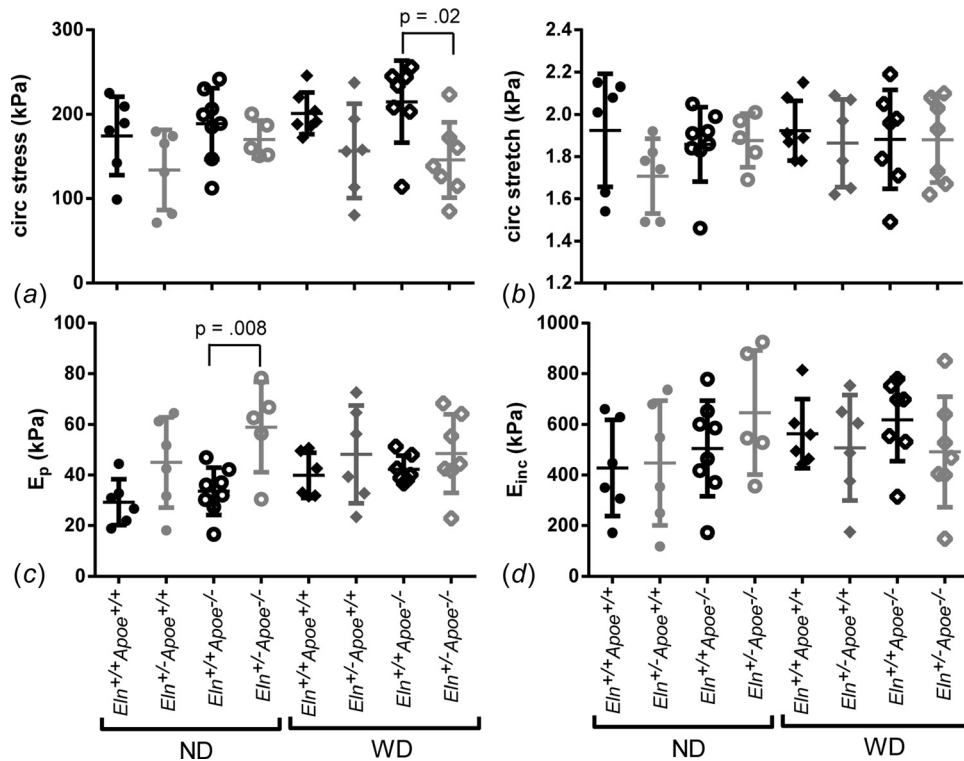 p = .02
circ stress (kPa)
300
200
100
0
(a)
circ stretch (kPa)
2.4
2.2
2.0
1.8
1.6
1.4
1.2
(b)
p = .008
Ep (kPa)
100
80
60
40
20
0
(c)
Einc (kPa)
1000
800
600
400
200
0
(d)
Eln+/+Apoe+/+
Eln+/-Apoe+/+
Eln+/+Apoe-/-
Eln+/-Apoe-/-
Eln+/+Apoe+/+
Eln+/-Apoe+/+
Eln+/+Apoe-/-
Eln+/-Apoe-/-
ND
WD
Eln+/+Apoe+/+
Eln+/-Apoe+/+
Eln+/+Apoe-/-
Eln+/-Apoe-/-
Eln+/+Apoe+/+
Eln+/-Apoe+/+
Eln+/+Apoe-/-
Eln+/-Apoe-/-
ND
WD